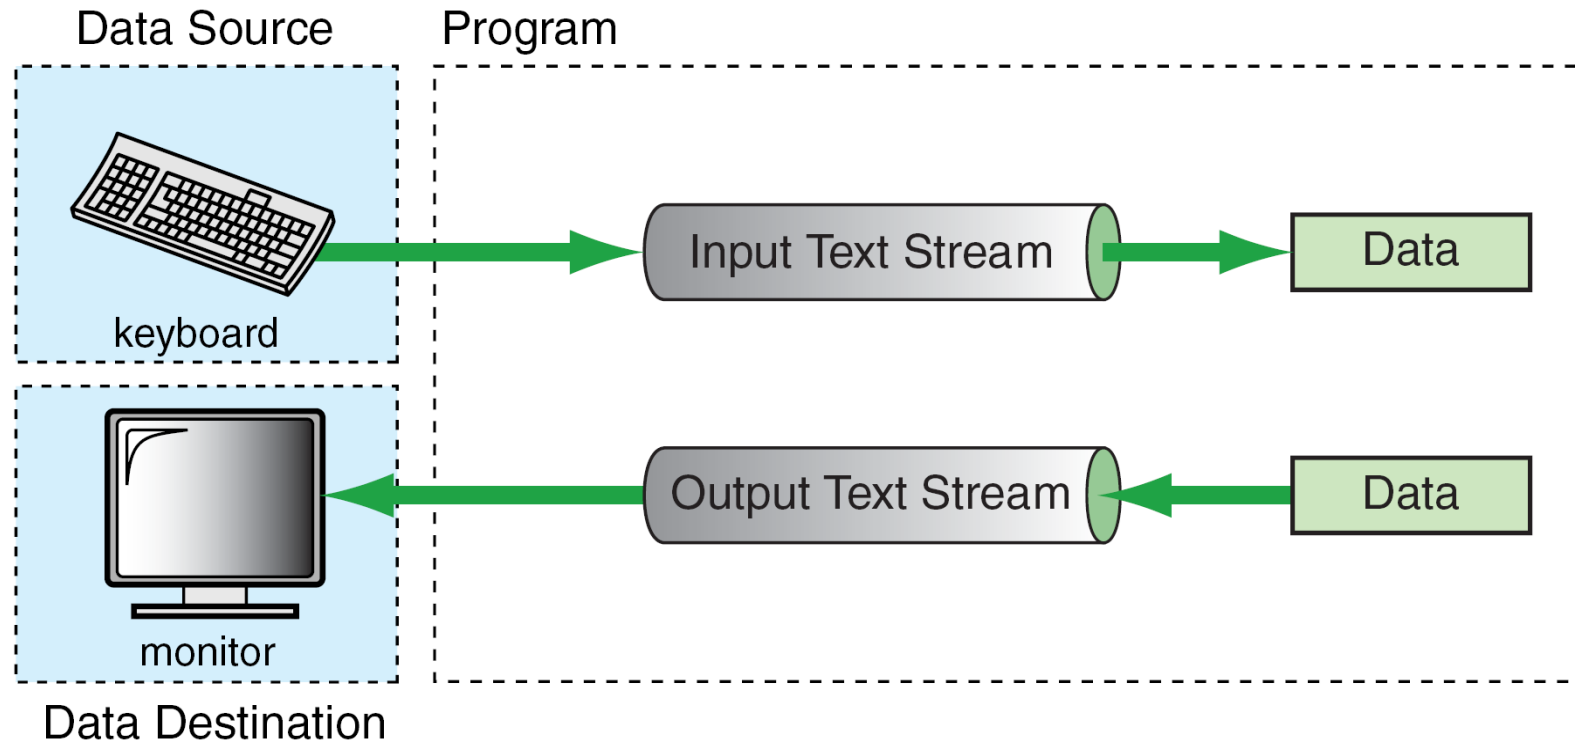 Data Source
Program
keyboard
Input Text Stream
Data
monitor
Output Text Stream
Data
Data Destination